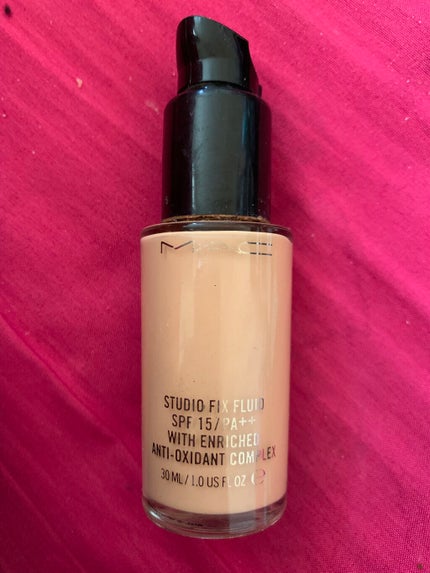 MAC
STUDIO FIX FLUID
SPF 15/PA++
WITH ENRICHED
ANTI-OXIDANT COMPLEX
30 ML / 1.0 US FL OZ ℮